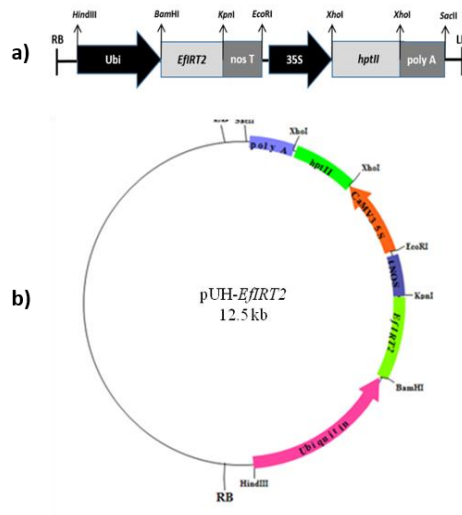 HindIII BamHI KpnI EcoRI XhoI XhoI SacII
a) RB Ubi EfIRT2 nos T 35S hptII poly A
b)
poly A XhoI
hptII XhoI
CaMV35S
EcoRI
TNOS
KpnI
EfIRT2
BamHI
Ubiquitin
HindIII
RB
pUH-EfIRT2
12.5 kb